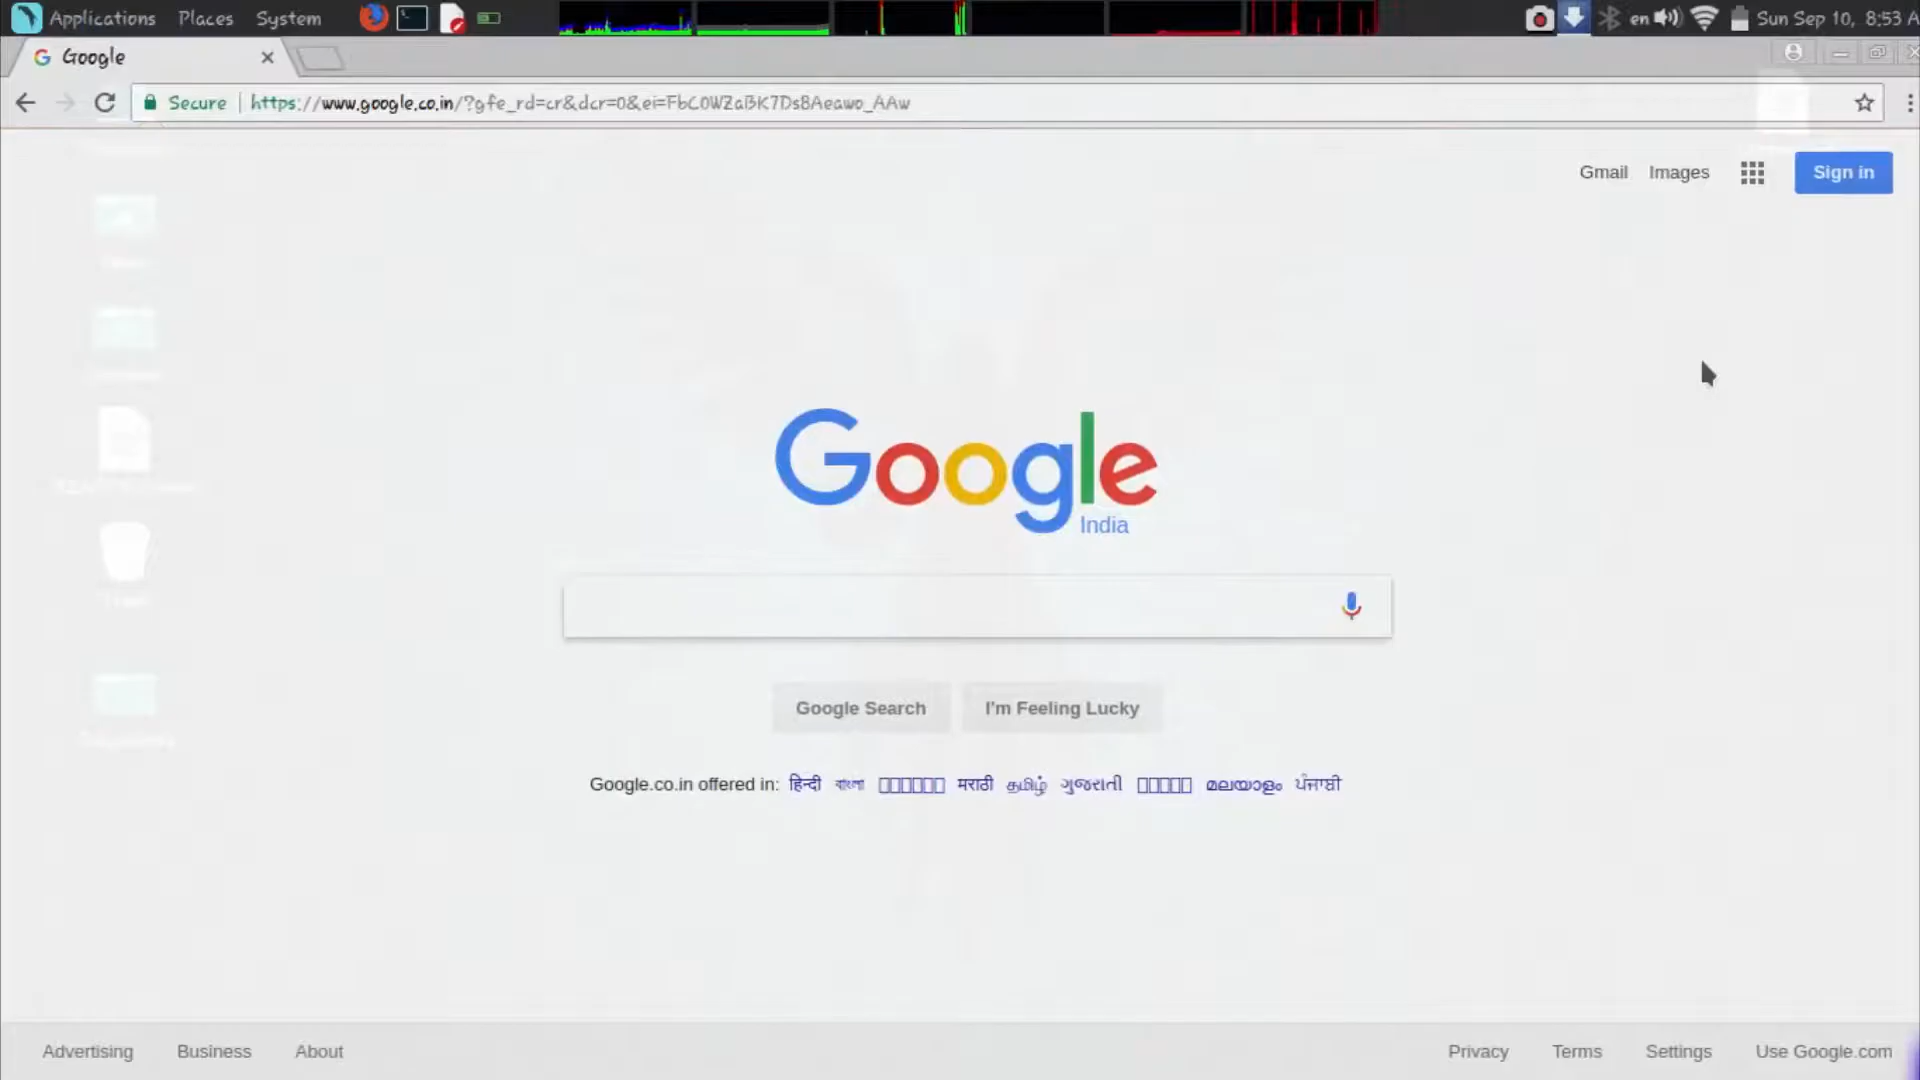 Applications Places System en Sun Sep 10, 8:53 A
Google
Secure https://www.google.co.in/?gfe_rd=cr&dcr=0&ei=FbC0WZaBK7Ds8Aeawo_AAw
Gmail Images Sign in
Google
India
Google Search I'm Feeling Lucky
Google.co.in offered in: हिन्दी বাংলা मराठी தமிழ் ગુજરાતી മലയാളം ਪੰਜਾਬੀ
Advertising Business About Privacy Terms Settings Use Google.com